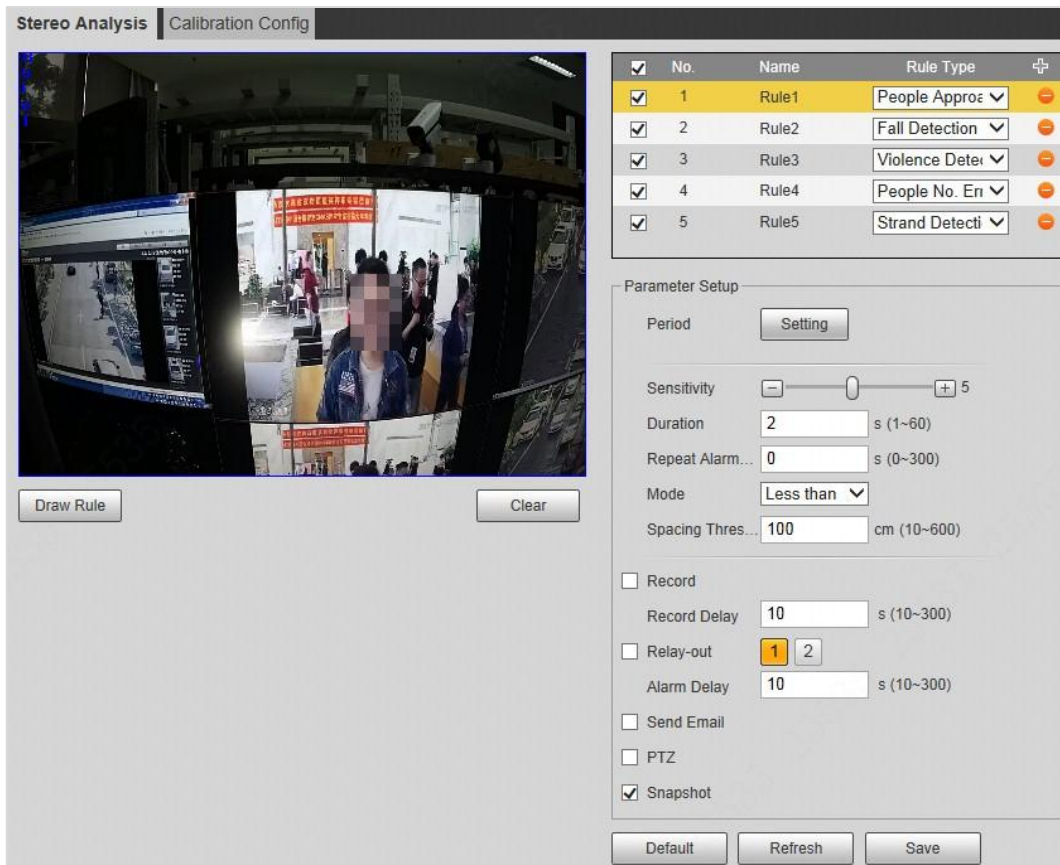 Stereo Analysis Calibration Config
No. Name Rule Type
1 Rule1 People Approa
2 Rule2 Fall Detection
3 Rule3 Violence Detec
4 Rule4 People No. Err
5 Rule5 Strand Detecti
Draw Rule Clear
Parameter Setup
Period Setting
Sensitivity 5
Duration 2 s (1~60)
Repeat Alarm... 0 s (0~300)
Mode Less than
Spacing Thres... 100 cm (10~600)
Record
Record Delay 10 s (10~300)
Relay-out 1 2
Alarm Delay 10 s (10~300)
Send Email
PTZ
Snapshot
Default Refresh Save